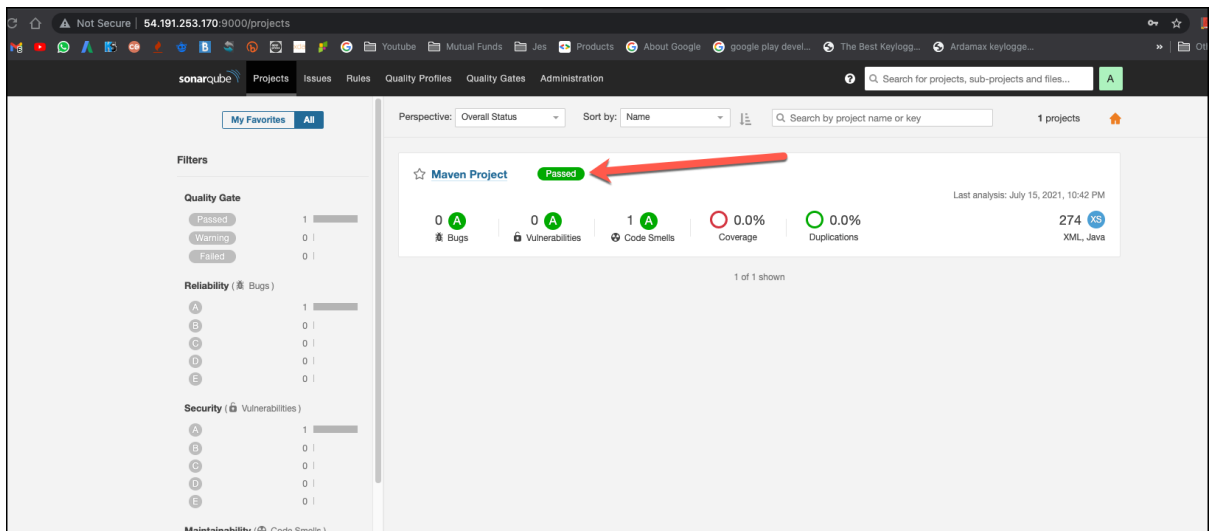 Not Secure | 54.191.253.170:9000/projects
Youtube Mutual Funds Jes Products About Google google play devel... The Best Keylogg... Ardamax keylogge... »
sonarqube Projects Issues Rules Quality Profiles Quality Gates Administration ? Search for projects, sub-projects and files... A
My Favorites All
Perspective: Overall Status Sort by: Name Search by project name or key 1 projects
Filters
Maven Project Passed
Last analysis: July 15, 2021, 10:42 PM
0 A 0 A 1 A 0.0% 0.0% 274 XS
Bugs Vulnerabilities Code Smells Coverage Duplications XML, Java
1 of 1 shown
Quality Gate
Passed 1
Warning 0
Failed 0
Reliability ( Bugs )
A 1
B 0
C 0
D 0
E 0
Security ( Vulnerabilities )
A 1
B 0
C 0
D 0
E 0
Maintainability ( Code Smells )